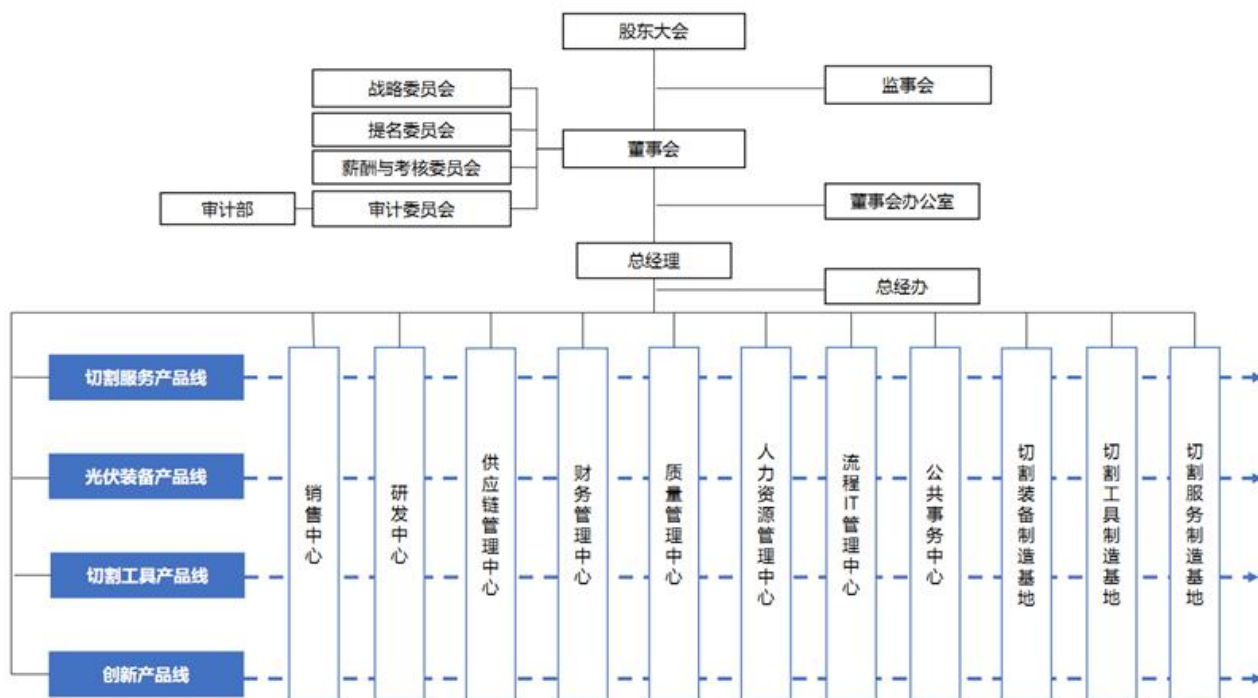 股东大会
监事会
战略委员会
提名委员会
董事会
薪酬与考核委员会
审计部
审计委员会
董事会办公室
总经理
总经办
切割服务产品线
光伏装备产品线
切割工具产品线
创新产品线
销售中心
研发中心
供应链管理中心
财务管理中心
质量管理中心
人力资源管理中心
流程IT管理中心
公共事务中心
切割装备制造基地
切割工具制造基地
切割服务制造基地